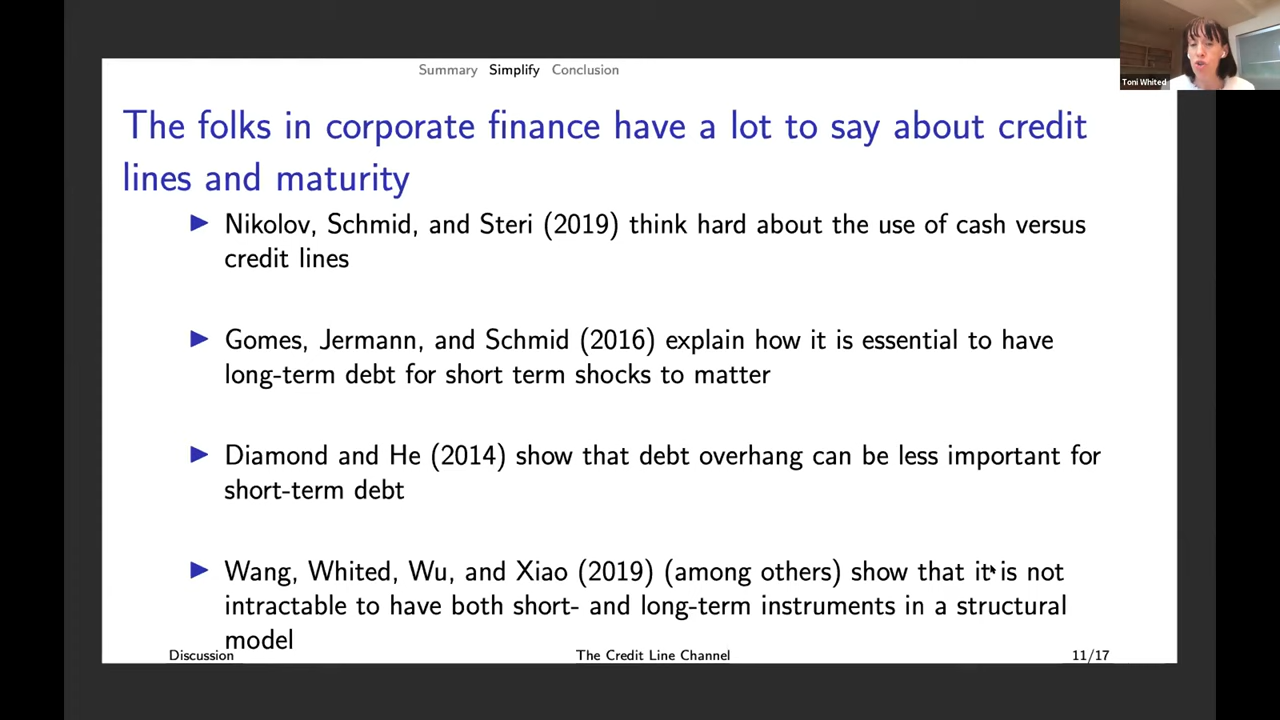 Summary Simplify Conclusion
Toni Whited
The folks in corporate finance have a lot to say about credit
lines and maturity
Nikolov, Schmid, and Steri (2019) think hard about the use of cash versus
credit lines
Gomes, Jermann, and Schmid (2016) explain how it is essential to have
long-term debt for short term shocks to matter
Diamond and He (2014) show that debt overhang can be less important for
short-term debt
Wang, Whited, Wu, and Xiao (2019) (among others) show that it is not
intractable to have both short- and long-term instruments in a structural
model
Discussion The Credit Line Channel 11/17